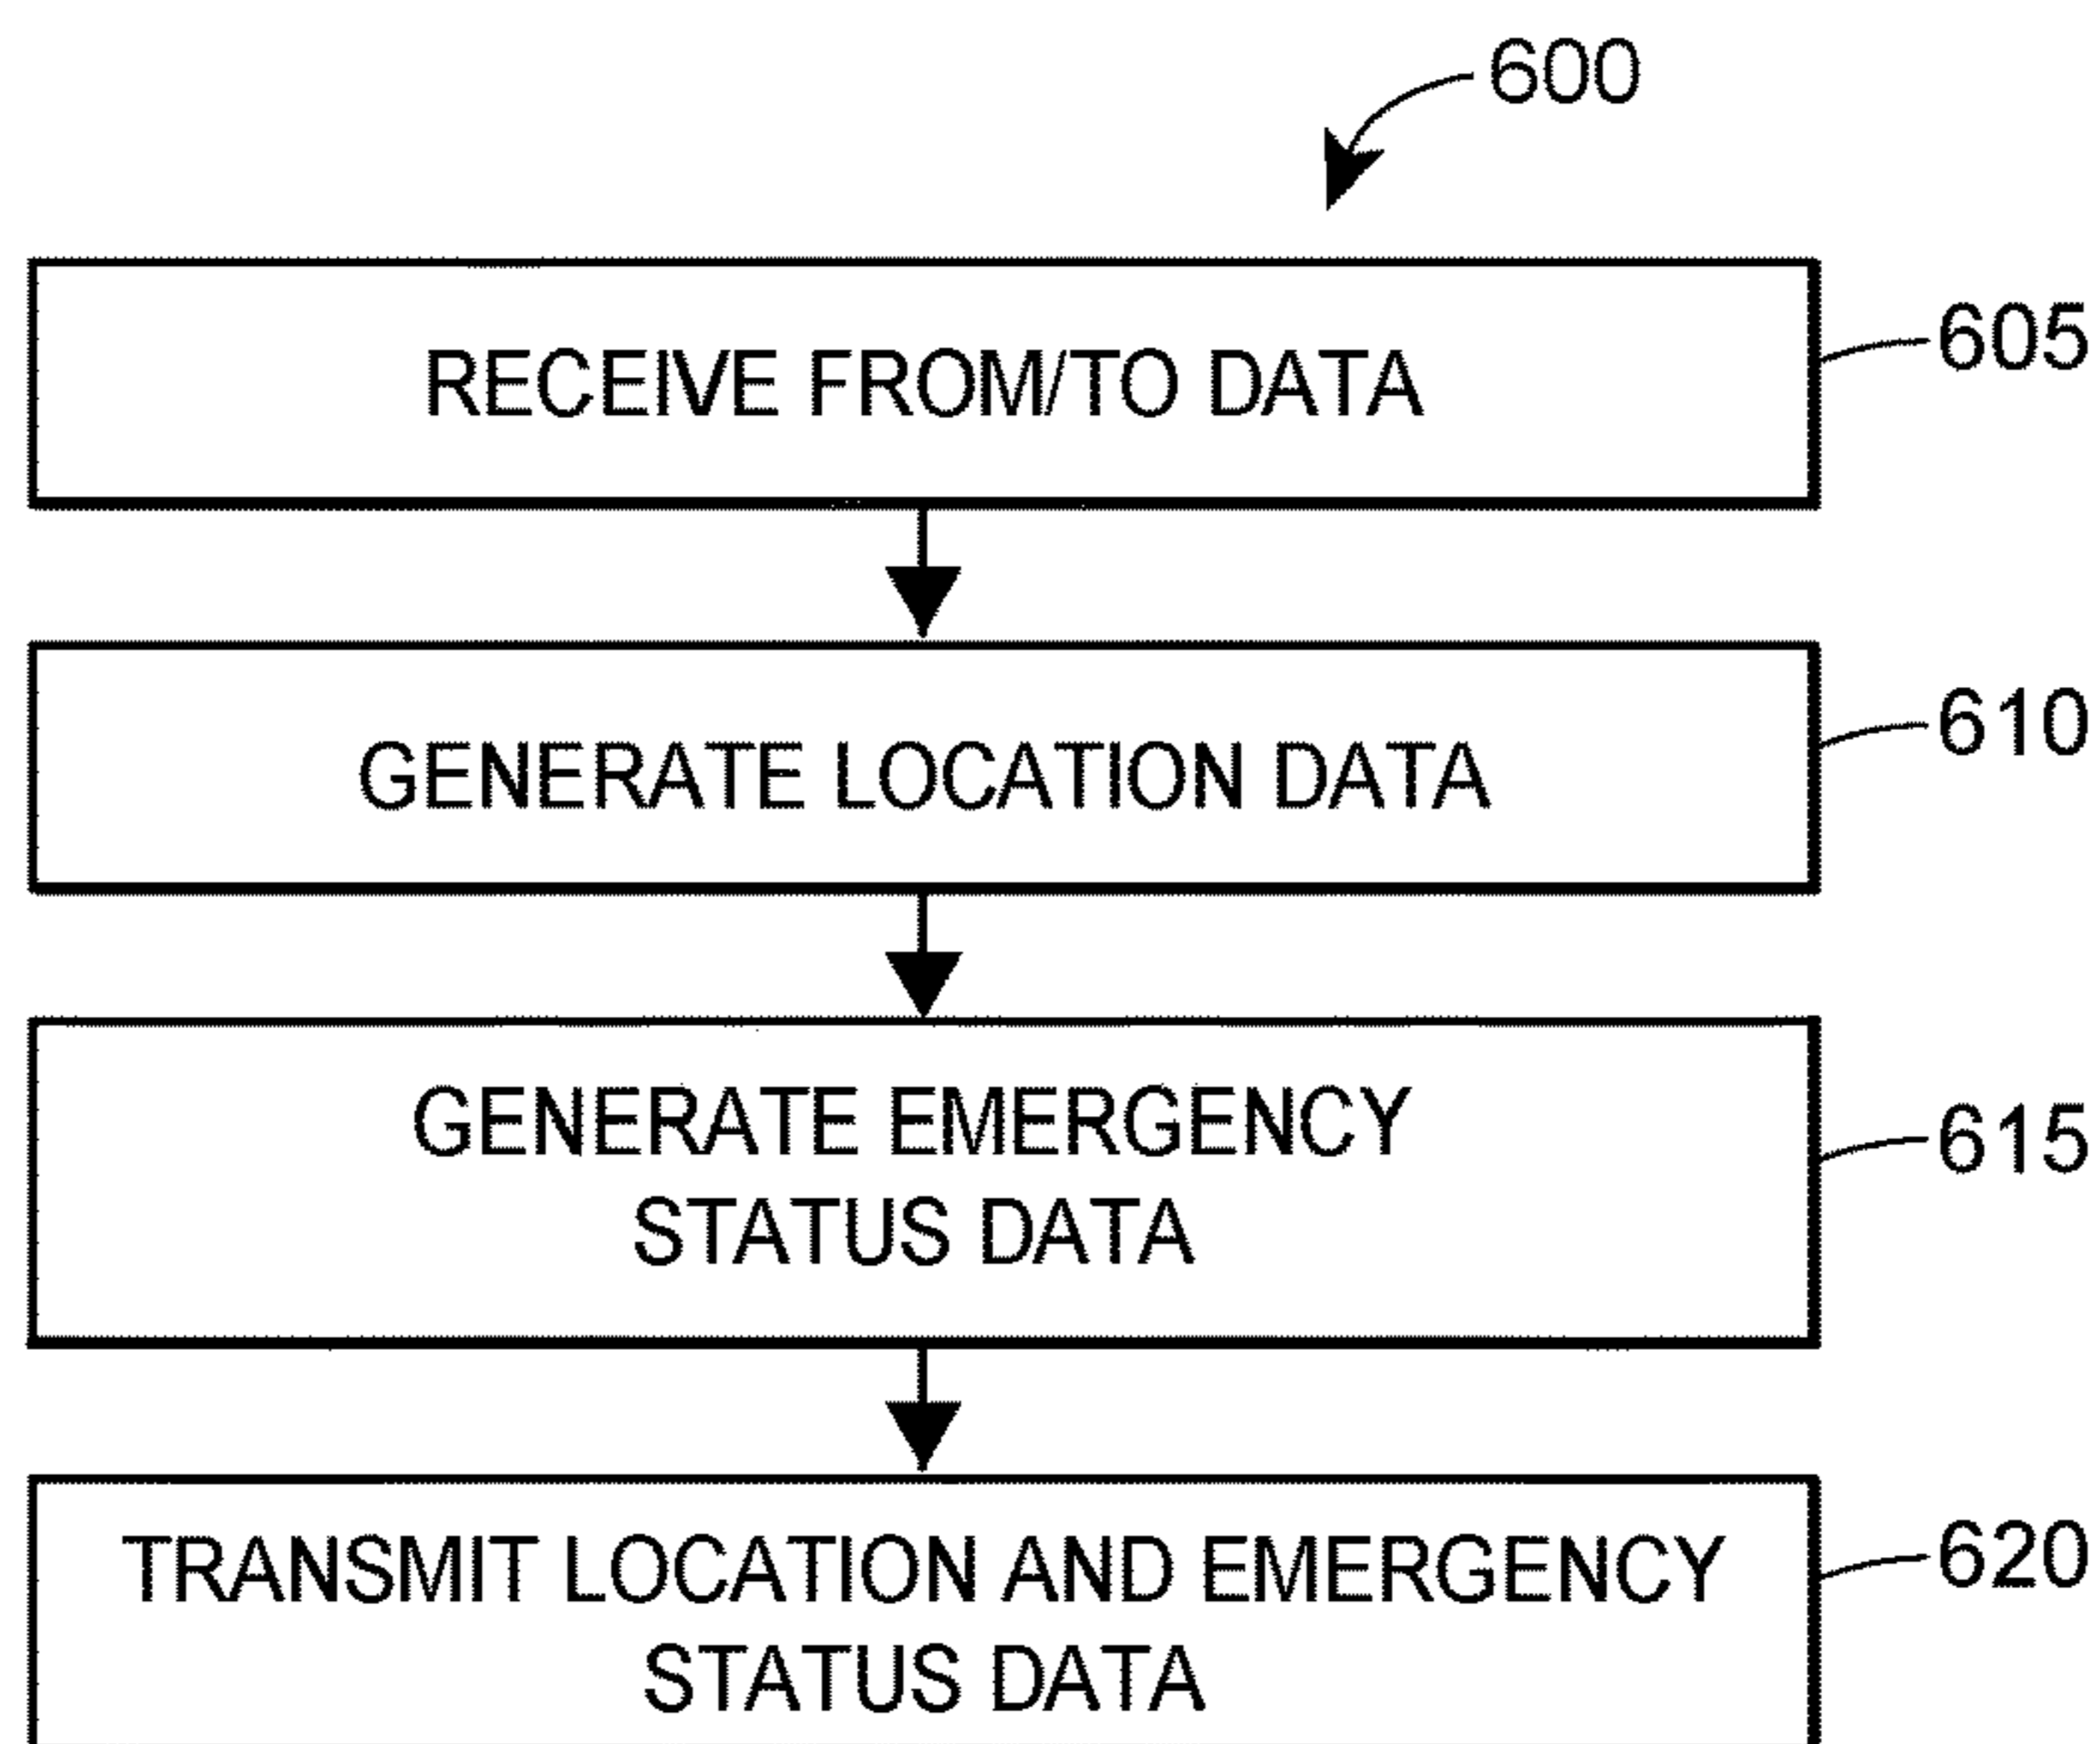 600
RECEIVE FROM/TO DATA
605
GENERATE LOCATION DATA
610
GENERATE EMERGENCY
STATUS DATA
615
TRANSMIT LOCATION AND EMERGENCY
STATUS DATA
620